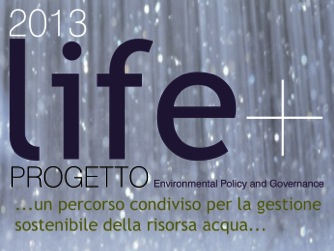 2013
life+
PROGETTO Environmental Policy and Governance
...un percorso condiviso per la gestione
sostenibile della risorsa acqua...